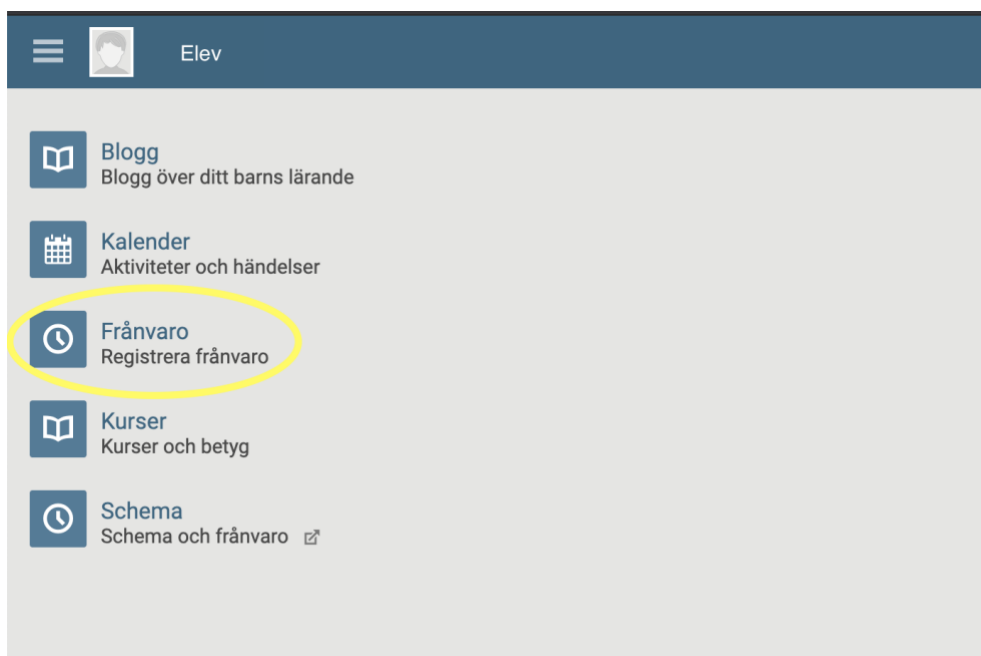 Elev
Blogg
Blogg över ditt barns lärande
Kalender
Aktiviteter och händelser
Frånvaro
Registrera frånvaro
Kurser
Kurser och betyg
Schema
Schema och frånvaro